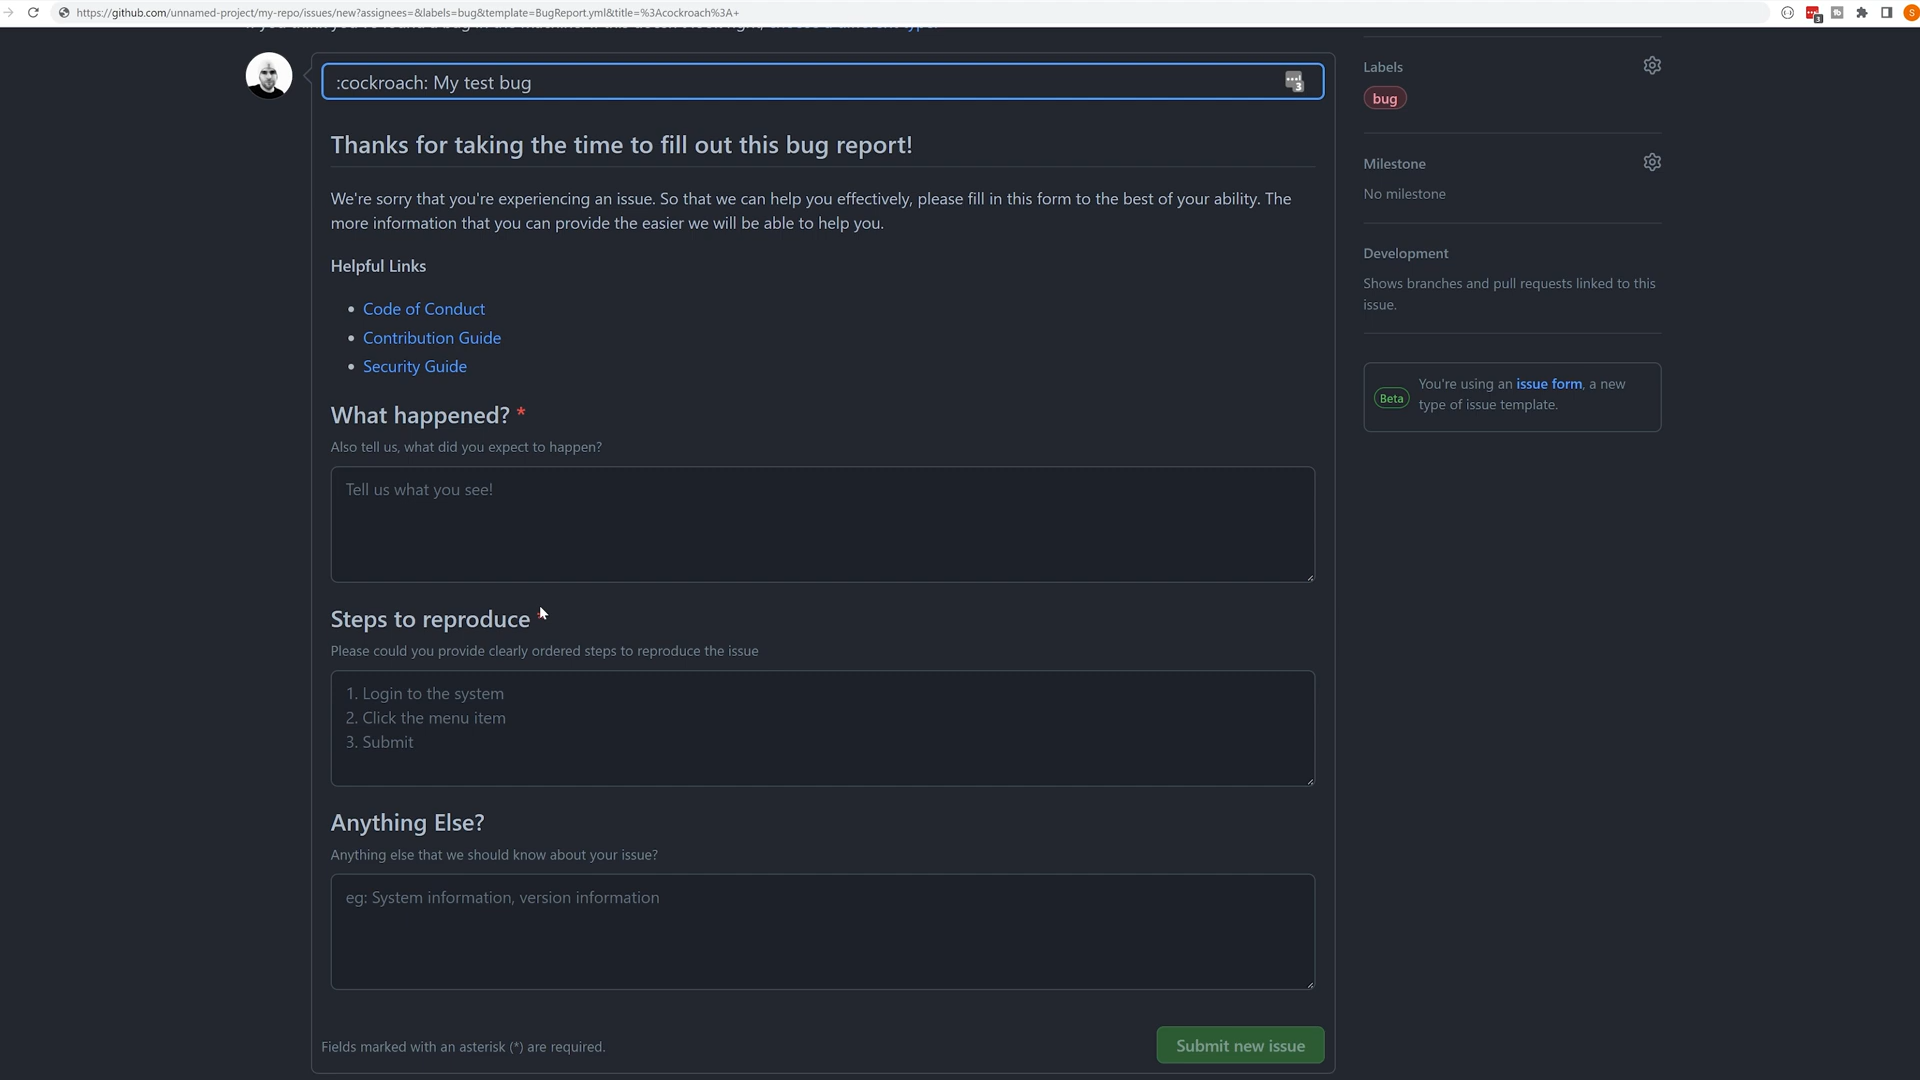 https://github.com/unnamed-project/my-repo/issues/new?assignees=&labels=bug&template=BugReport.yml&title=%3Acockroach%3A+
:cockroach: My test bug
3
Thanks for taking the time to fill out this bug report!
We're sorry that you're experiencing an issue. So that we can help you effectively, please fill in this form to the best of your ability. The
more information that you can provide the easier we will be able to help you.
Helpful Links
Code of Conduct
Contribution Guide
Security Guide
What happened? *
Also tell us, what did you expect to happen?
Tell us what you see!
Steps to reproduce *
Please could you provide clearly ordered steps to reproduce the issue
1. Login to the system
2. Click the menu item
3. Submit
Anything Else?
Anything else that we should know about your issue?
eg: System information, version information
Fields marked with an asterisk (*) are required.
Submit new issue
Labels
bug
Milestone
No milestone
Development
Shows branches and pull requests linked to this
issue.
Beta
You're using an issue form, a new
type of issue template.